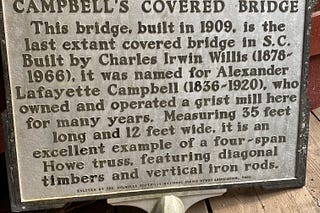 CAMPBELL'S COVERED BRIDGE
This bridge, built in 1909, is the
last extant covered bridge in S.C.
Built by Charles Irwin Willis (1878-
1966), it was named for Alexander
Lafayette Campbell (1836-1920), who
owned and operated a grist mill here
for many years. Measuring 35 feet
long and 12 feet wide, it is an
excellent example of a four-span
Howe truss, featuring diagonal
timbers and vertical iron rods.